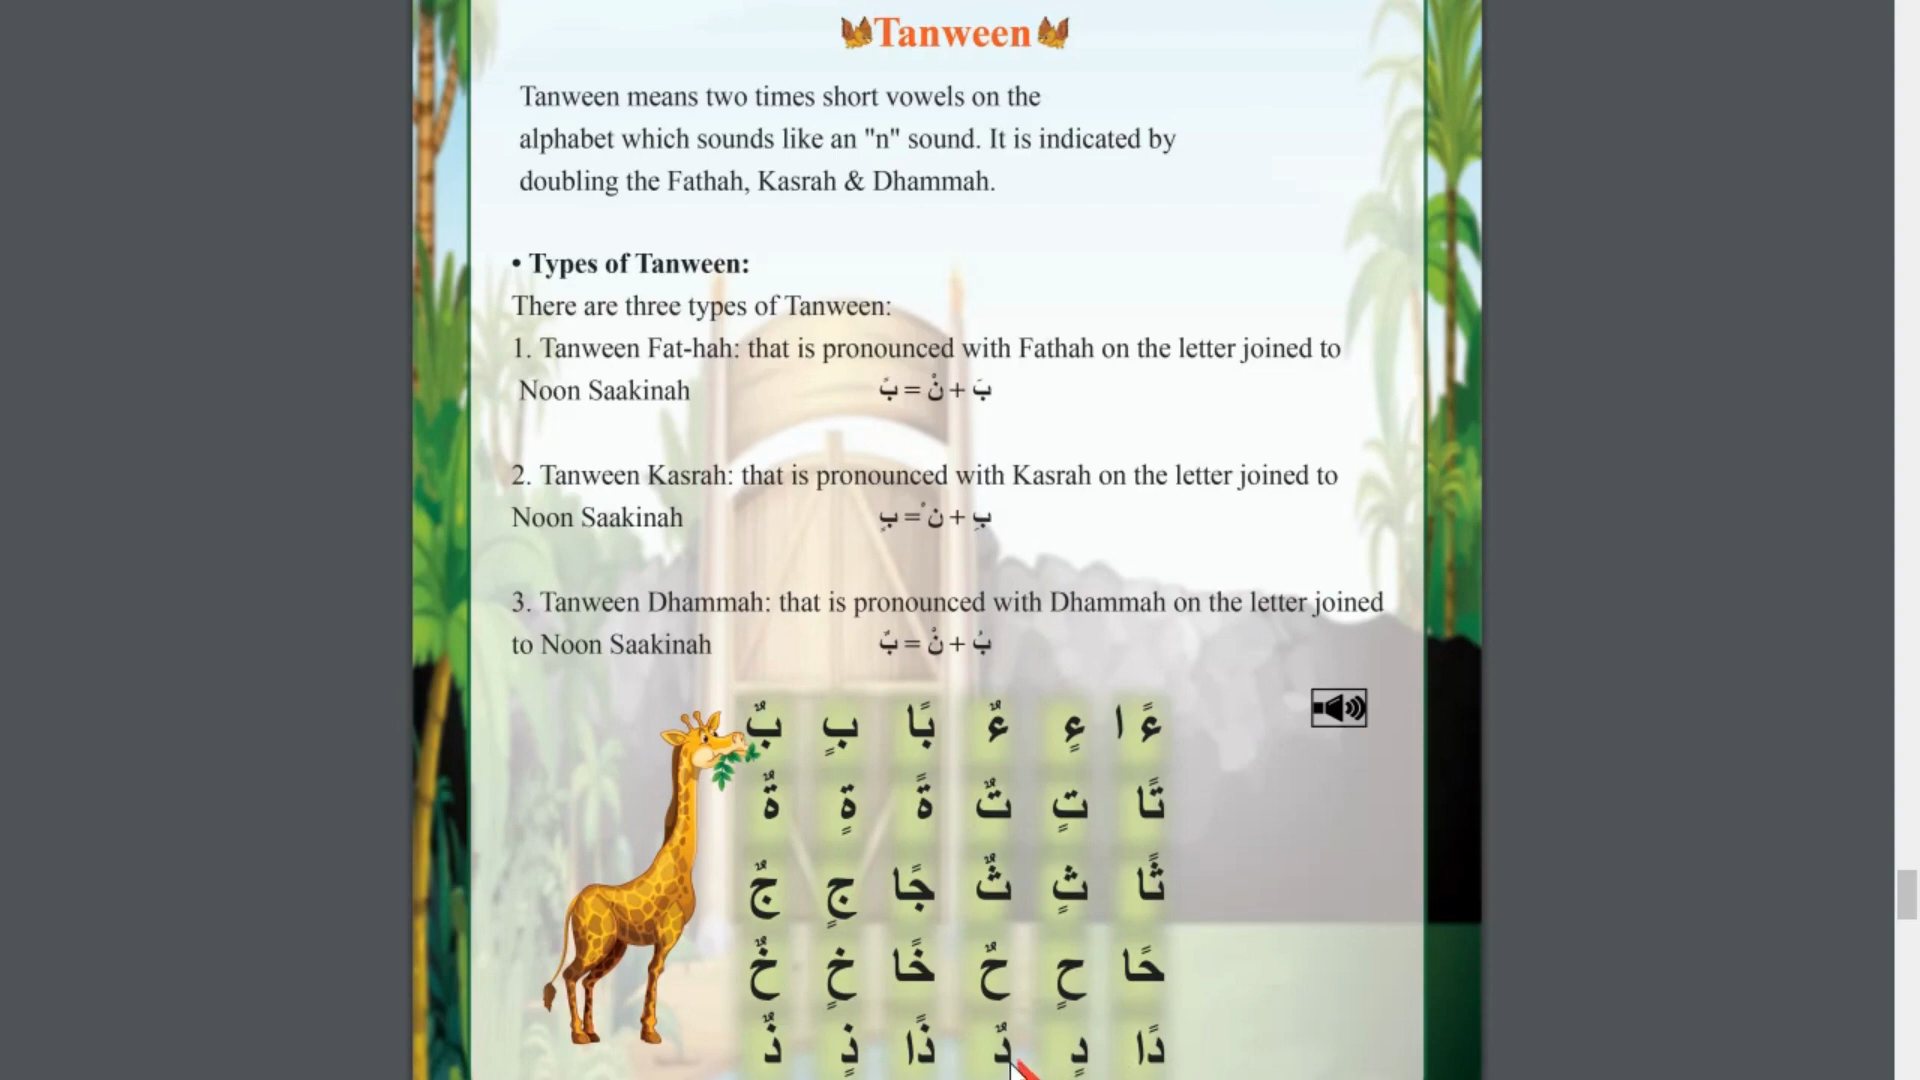 Tanween
Tanween means two times short vowels on the
alphabet which sounds like an "n" sound. It is indicated by
doubling the Fathah, Kasrah & Dhammah.
• Types of Tanween:
There are three types of Tanween:
1. Tanween Fat-hah: that is pronounced with Fathah on the letter joined to
Noon Saakinah بَ + نْ = بً
2. Tanween Kasrah: that is pronounced with Kasrah on the letter joined to
Noon Saakinah بِ + نْ = بٍ
3. Tanween Dhammah: that is pronounced with Dhammah on the letter joined
to Noon Saakinah بُ + نْ = بٌ
ءً ا ءٍ ءٌ بًا بٍ بٌ
تًا تٍ تٌ ةً ةٍ ةٌ
ثًا ثٍ ثٌ جًا جٍ جٌ
حًا حٍ حٌ خًا خٍ خٌ
دًا دٍ دٌ ذًا ذٍ ذٌ